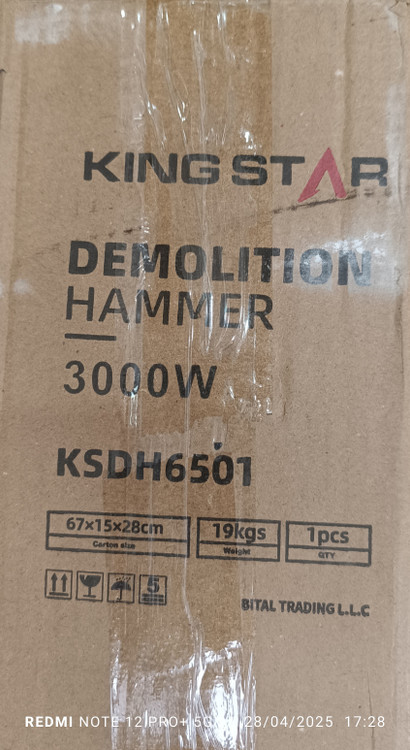 KING STAR
DEMOLITION
HAMMER
3000W
KSDH6501
67×15×28cm
Carton size
19kgs
Weight
1pcs
QTY
5
BITAL TRADING L.L.C
REDMI NOTE 12 PRO+ 5G 28/04/2025 17:28